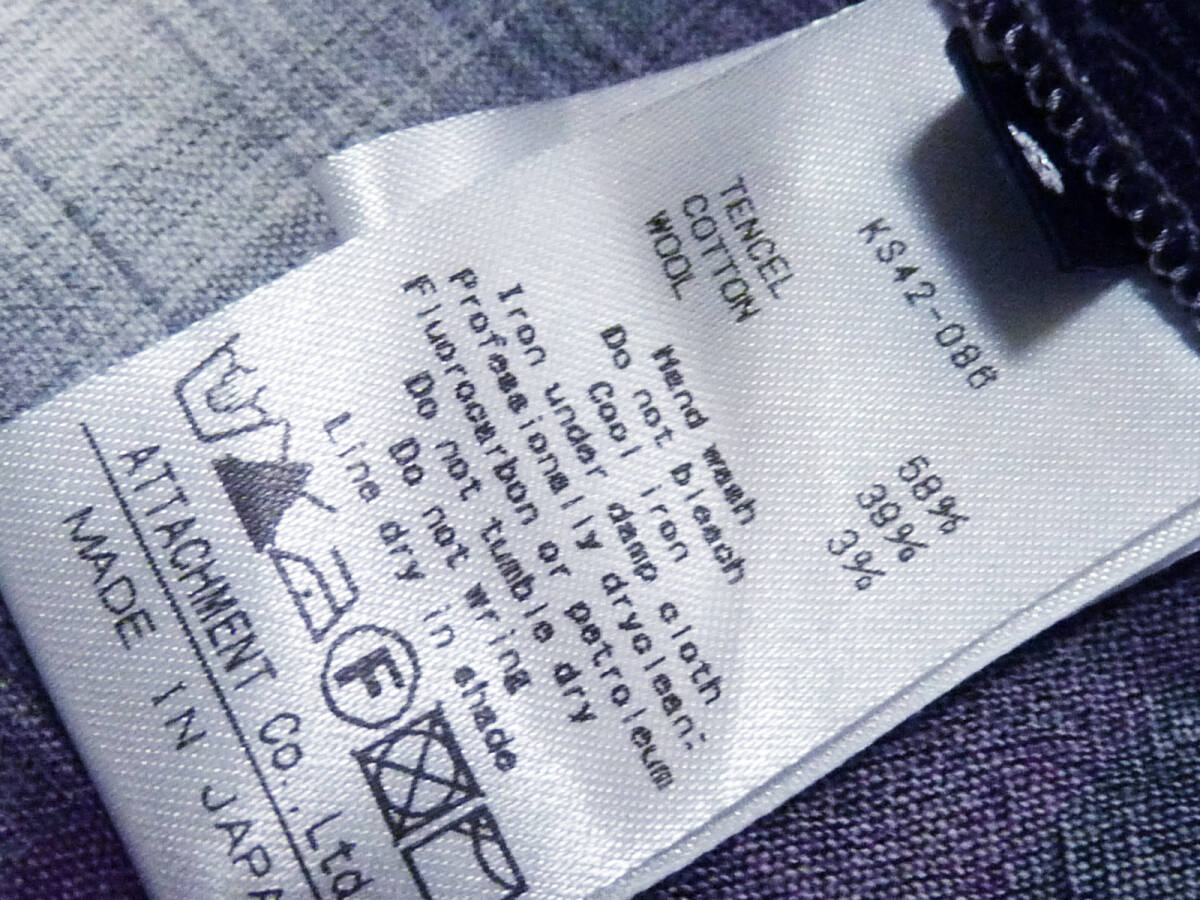 KS42-086
TENCEL 58%
COTTON 39%
WOOL 3%
Hand wash
Do not bleach
Cool iron
Iron under damp cloth
Professionally dryclean:
Fluorocarbon or petroleum
Do not tumble dry
Do not wring
Line dry in shade
F
ATTACHMENT Co.,Ltd
MADE IN JAPA